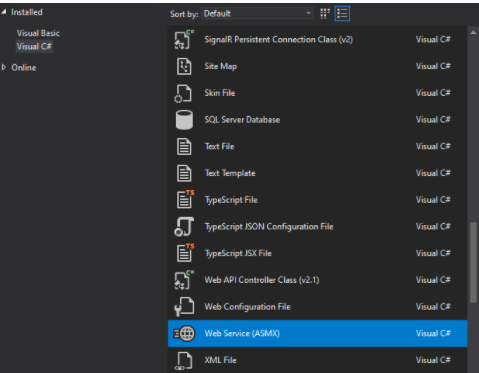 Installed
Sort by: Default
Visual Basic
Visual C#
Online
SignalR Persistent Connection Class (v2) Visual C#
Site Map Visual C#
Skin File Visual C#
SQL Server Database Visual C#
Text File Visual C#
Text Template Visual C#
TypeScript File Visual C#
TypeScript JSON Configuration File Visual C#
TypeScript JSX File Visual C#
Web API Controller Class (v2.1) Visual C#
Web Configuration File Visual C#
Web Service (ASMX) Visual C#
XML File Visual C#